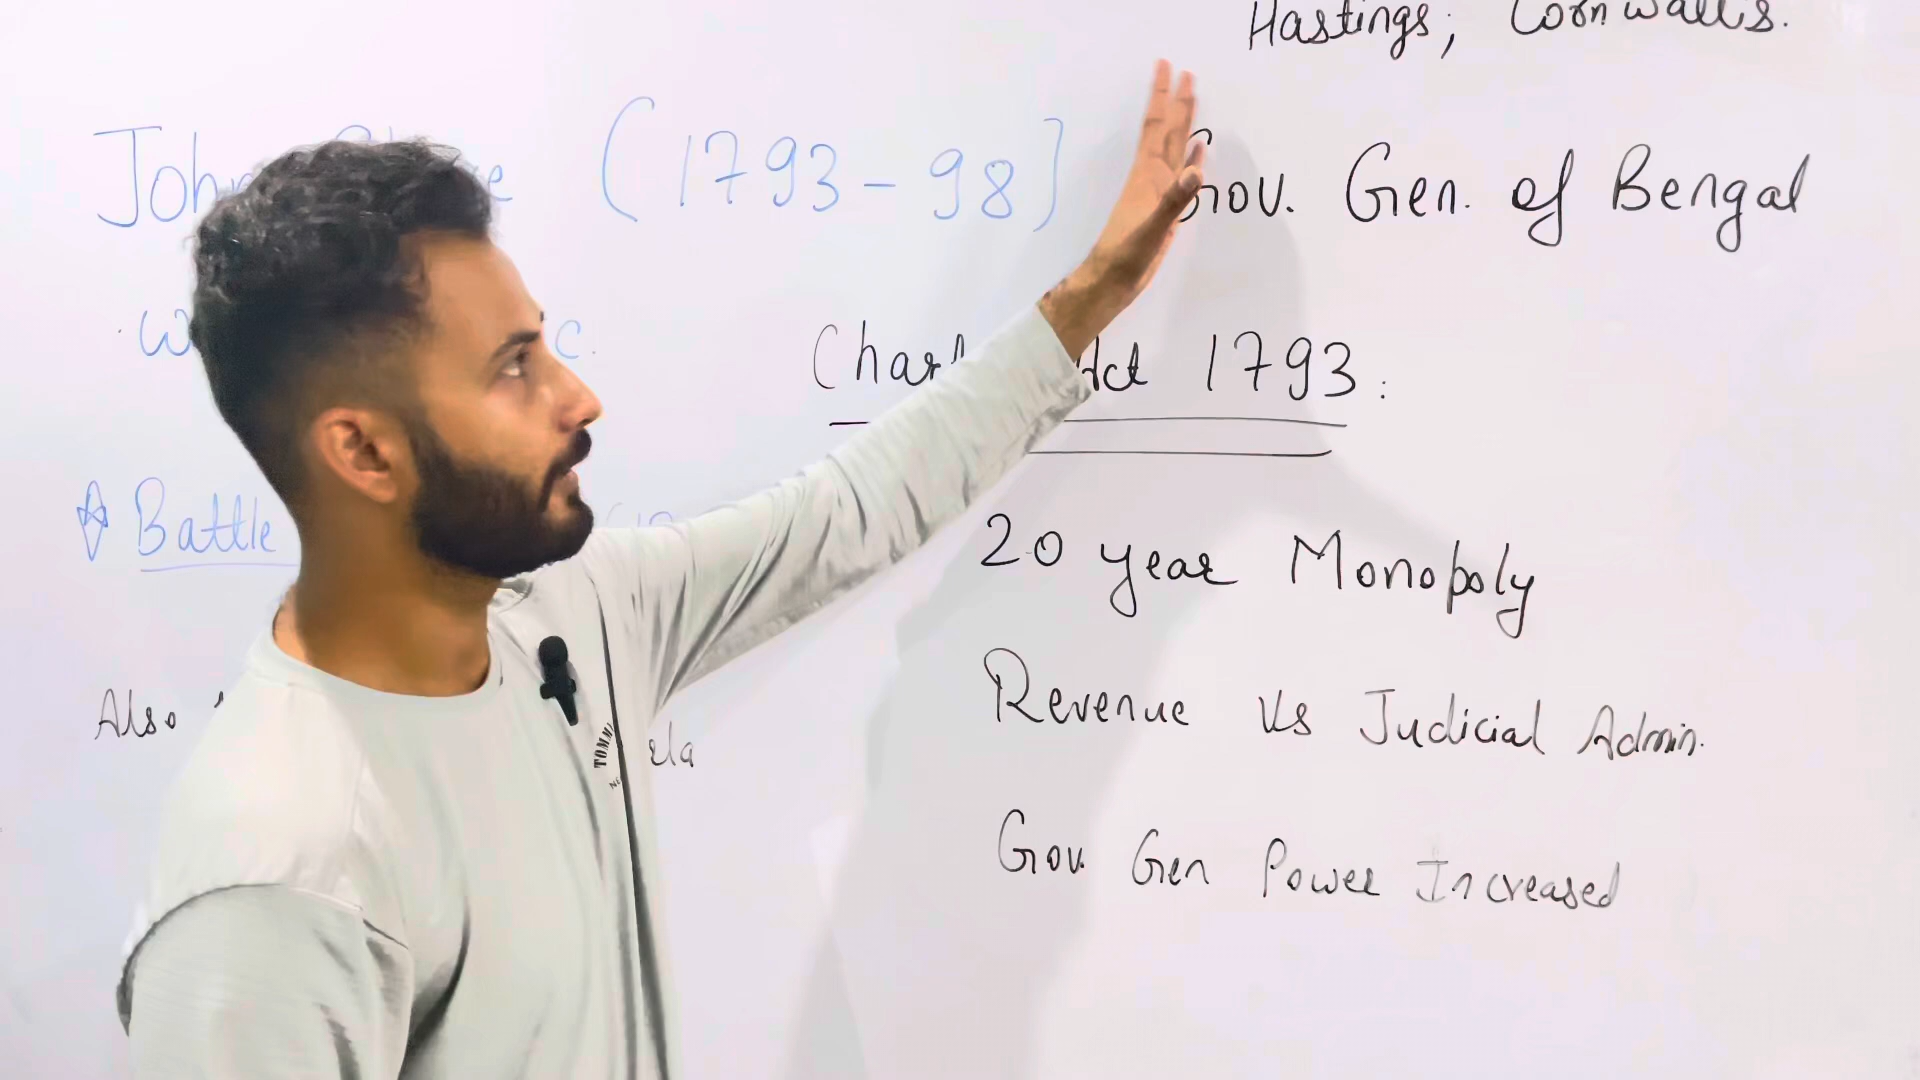 Hastings; Cornwallis.
(1793-98) Gov. Gen. of Bengal
Act 1793:
Battle
20 year Monopoly
Revenue Vs Judicial Admin.
Also
Gov. Gen Power Increased